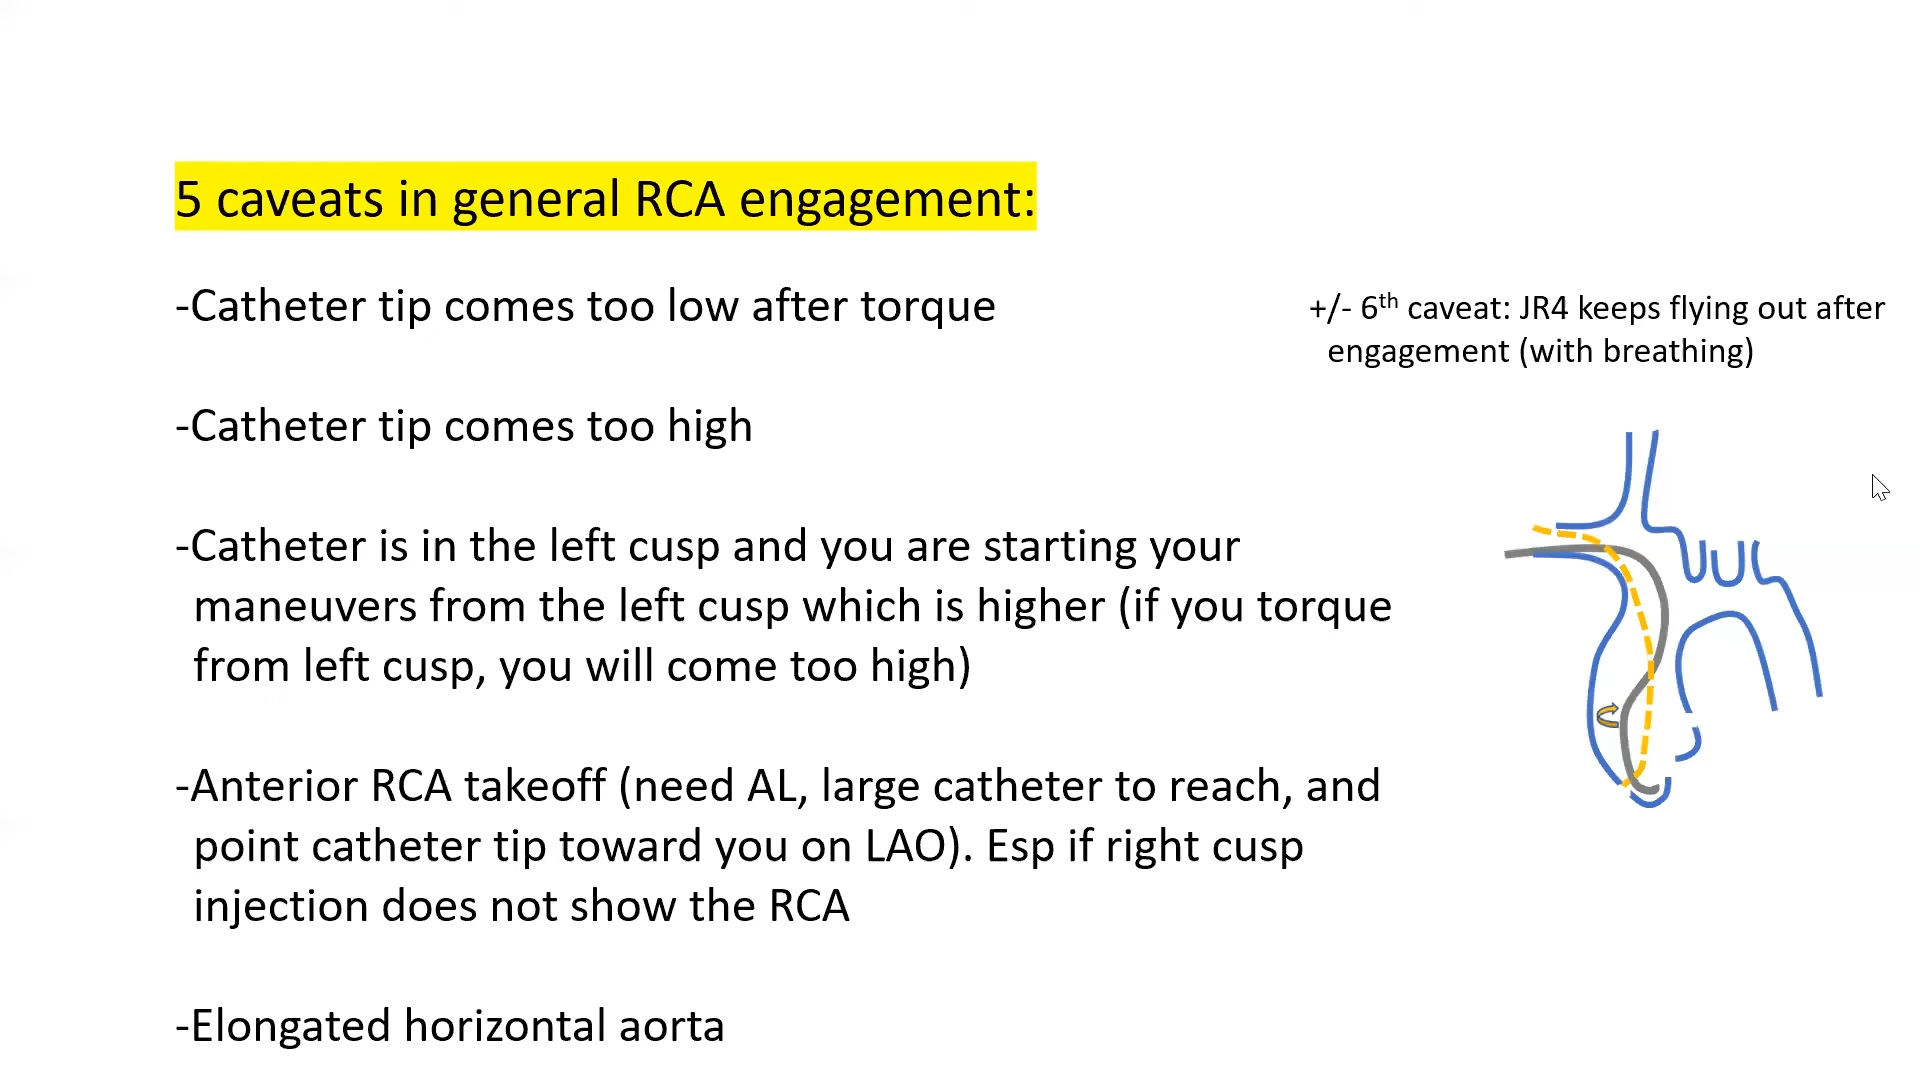 5 caveats in general RCA engagement:
-Catheter tip comes too low after torque
+/- 6th caveat: JR4 keeps flying out after
engagement (with breathing)
-Catheter tip comes too high
-Catheter is in the left cusp and you are starting your
maneuvers from the left cusp which is higher (if you torque
from left cusp, you will come too high)
-Anterior RCA takeoff (need AL, large catheter to reach, and
point catheter tip toward you on LAO). Esp if right cusp
injection does not show the RCA
-Elongated horizontal aorta